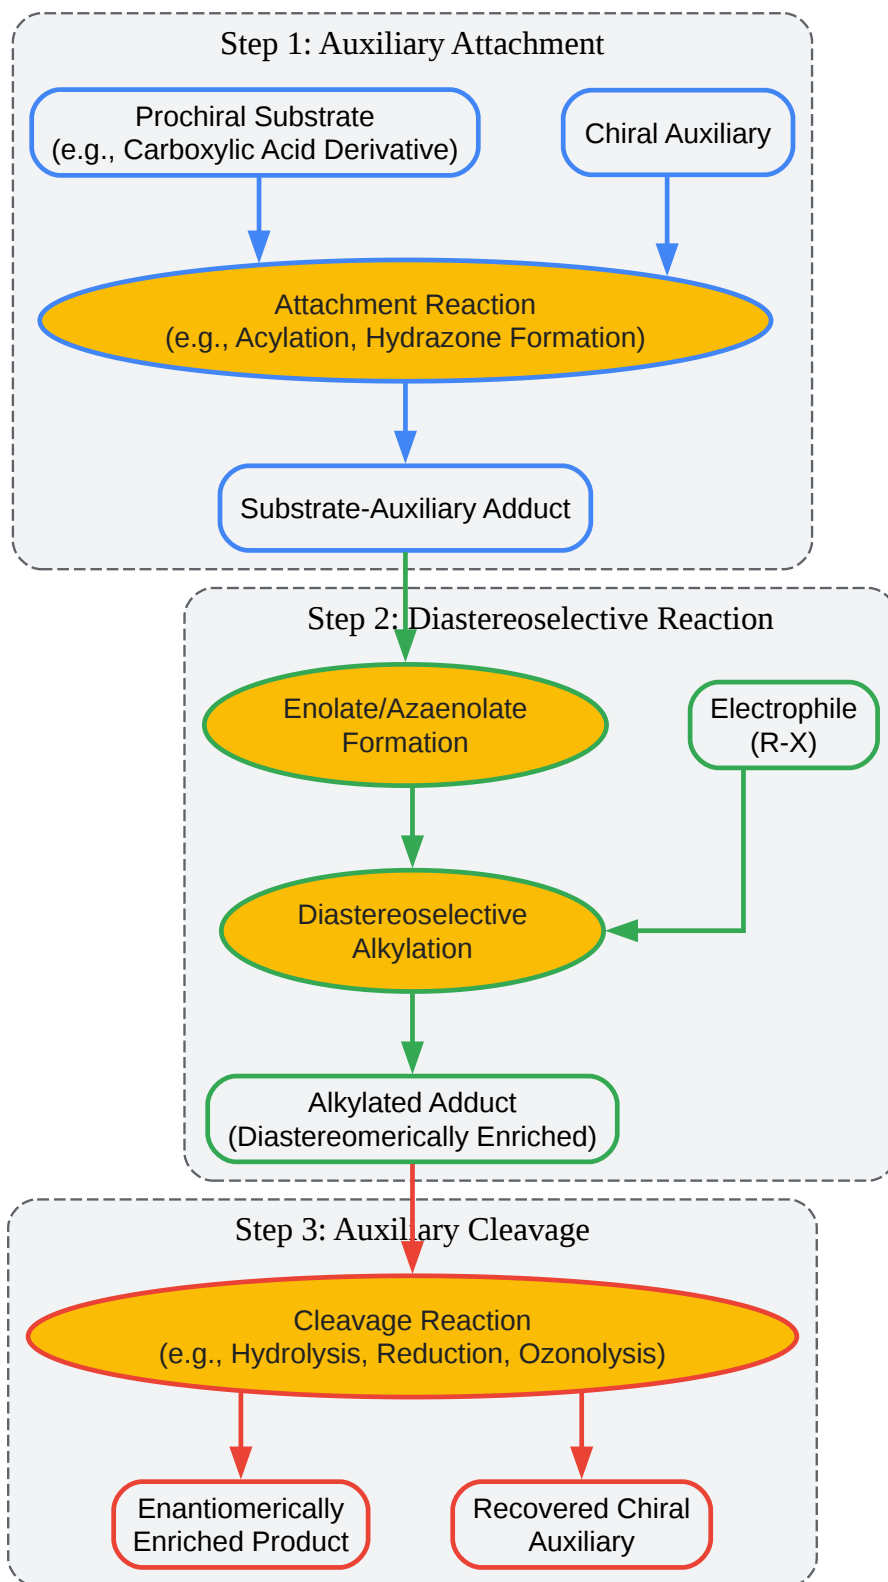 Step 1: Auxiliary Attachment
Prochiral Substrate
(e.g., Carboxylic Acid Derivative)
Chiral Auxiliary
Attachment Reaction
(e.g., Acylation, Hydrazone Formation)
Substrate-Auxiliary Adduct
Step 2: Diastereoselective Reaction
Enolate/Azaenolate
Formation
Electrophile
(R-X)
Diastereoselective
Alkylation
Alkylated Adduct
(Diastereomerically Enriched)
Step 3: Auxiliary Cleavage
Cleavage Reaction
(e.g., Hydrolysis, Reduction, Ozonolysis)
Enantiomerically
Enriched Product
Recovered Chiral
Auxiliary